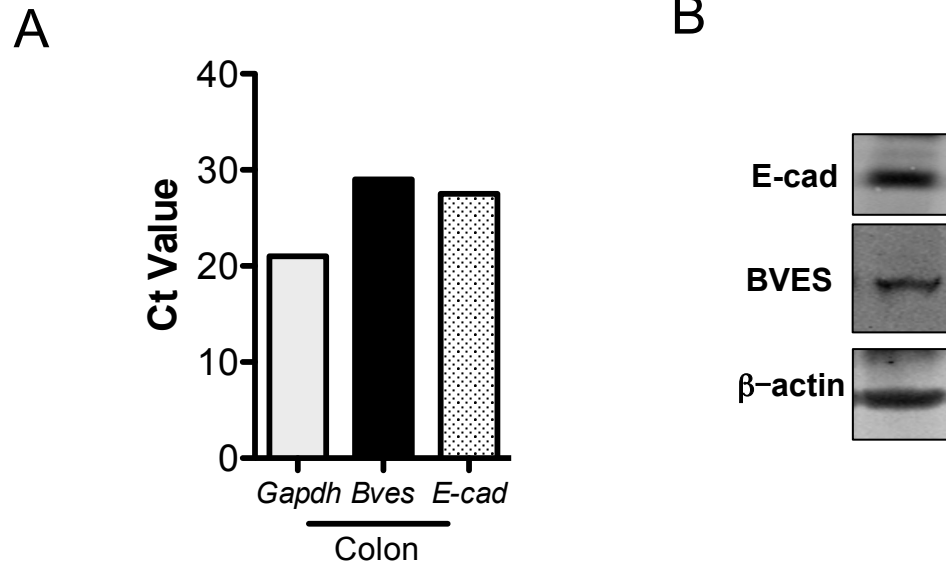 A
40
30
20
10
0
Ct Value
Gapdh Bves E-cad
Colon
B
E-cad
BVES
β−actin